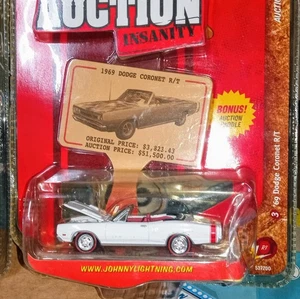 AUCTION
INSANITY
1969 DODGE CORONET R/T
ORIGINAL PRICE: $3,823.43
AUCTION PRICE: $51,500.00
BONUS!
AUCTION
PADDLE
3 '69 Dodge Coronet R/T
WWW.JOHNNYLIGHTNING.COM